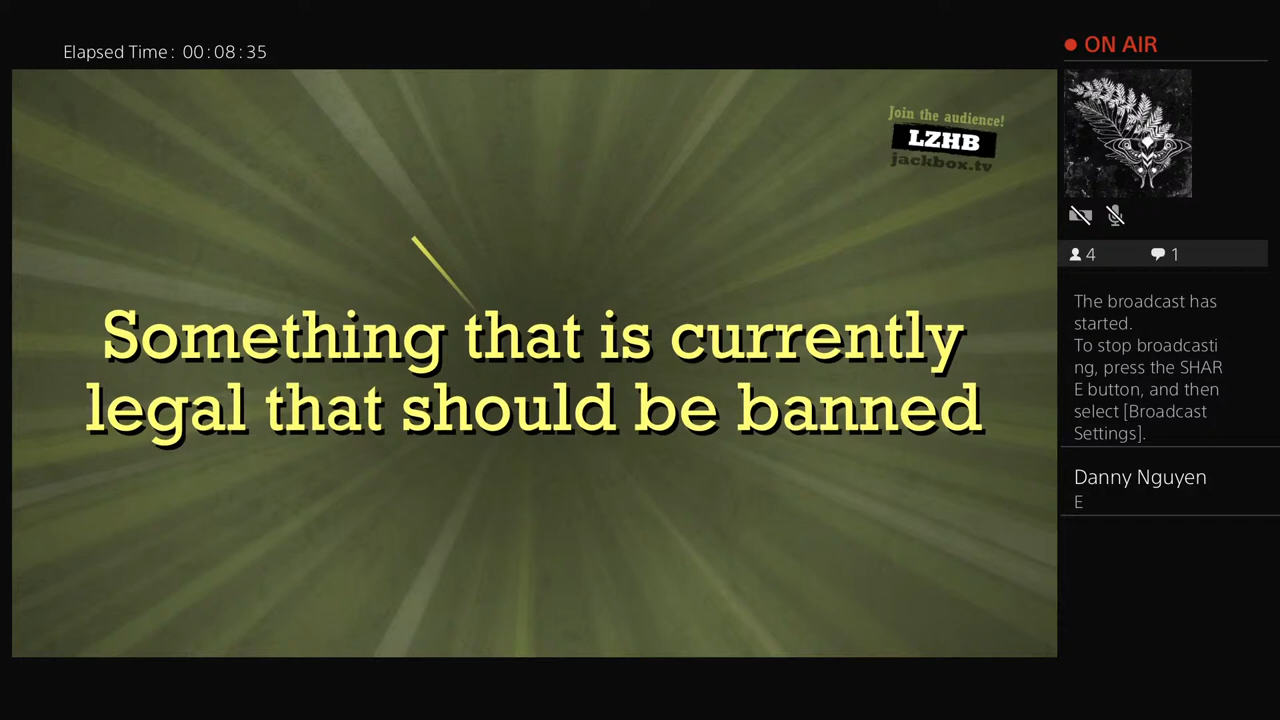 Elapsed Time: 00:08:35
ON AIR
Join the audience!
LZHB
jackbox.tv
4
1
Something that is currently
legal that should be banned
The broadcast has
started.
To stop broadcasti
ng, press the SHAR
E button, and then
select [Broadcast
Settings].
Danny Nguyen
E